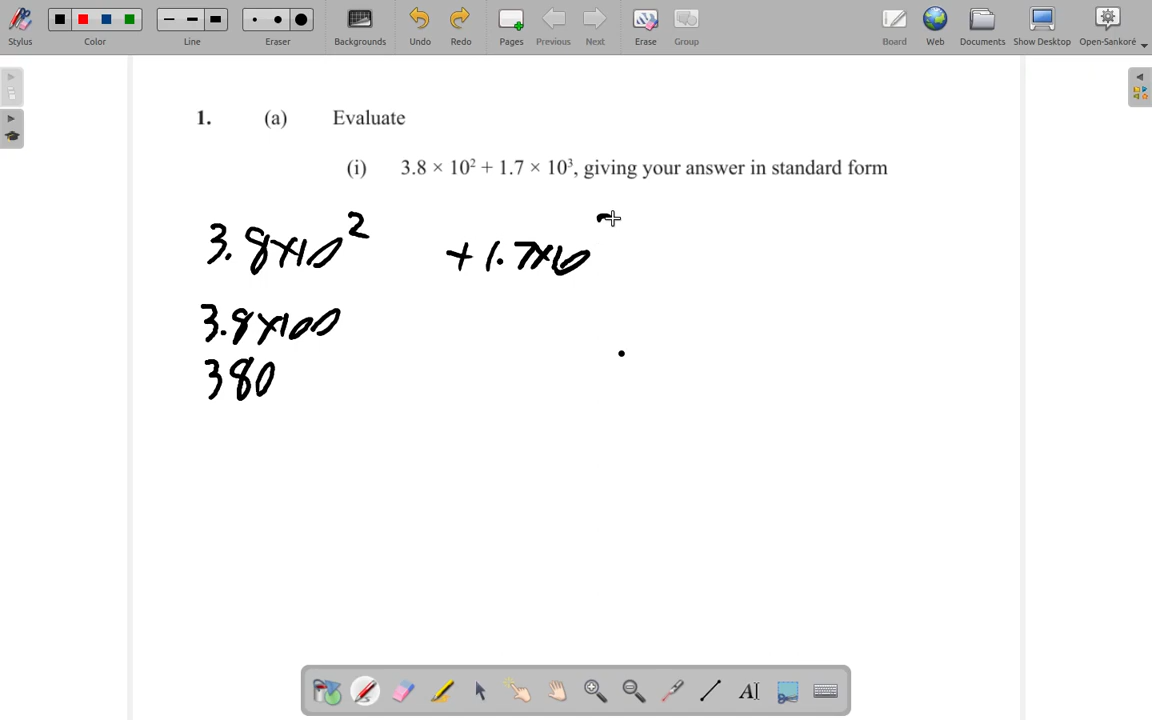 Stylus Color Line Eraser Backgrounds Undo Redo Pages Previous Next Erase Group Board Web Documents Show Desktop Open-Sankoré
1. (a) Evaluate
(i) 3.8 × 10² + 1.7 × 10³, giving your answer in standard form
3.8×10² + 1.7×10
3.8×100
380